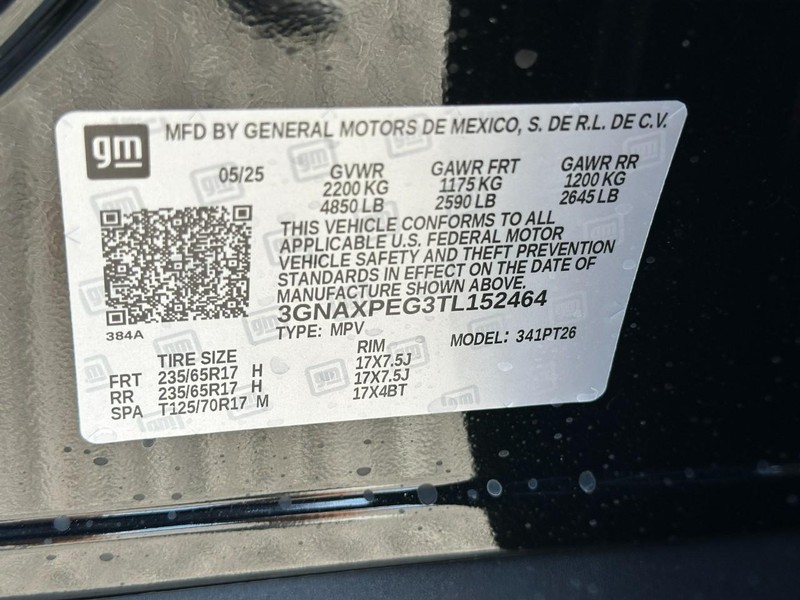 gm MFD BY GENERAL MOTORS DE MEXICO, S. DE R.L. DE C.V.
05/25 GVWR GAWR FRT GAWR RR
2200 KG 1175 KG 1200 KG
4850 LB 2590 LB 2645 LB
THIS VEHICLE CONFORMS TO ALL
APPLICABLE U.S. FEDERAL MOTOR
VEHICLE SAFETY AND THEFT PREVENTION
STANDARDS IN EFFECT ON THE DATE OF
MANUFACTURE SHOWN ABOVE.
3GNAXPEG3TL152464
384A TYPE: MPV MODEL: 341PT26
TIRE SIZE RIM
FRT 235/65R17 H 17X7.5J
RR 235/65R17 H 17X7.5J
SPA T125/70R17 M 17X4BT